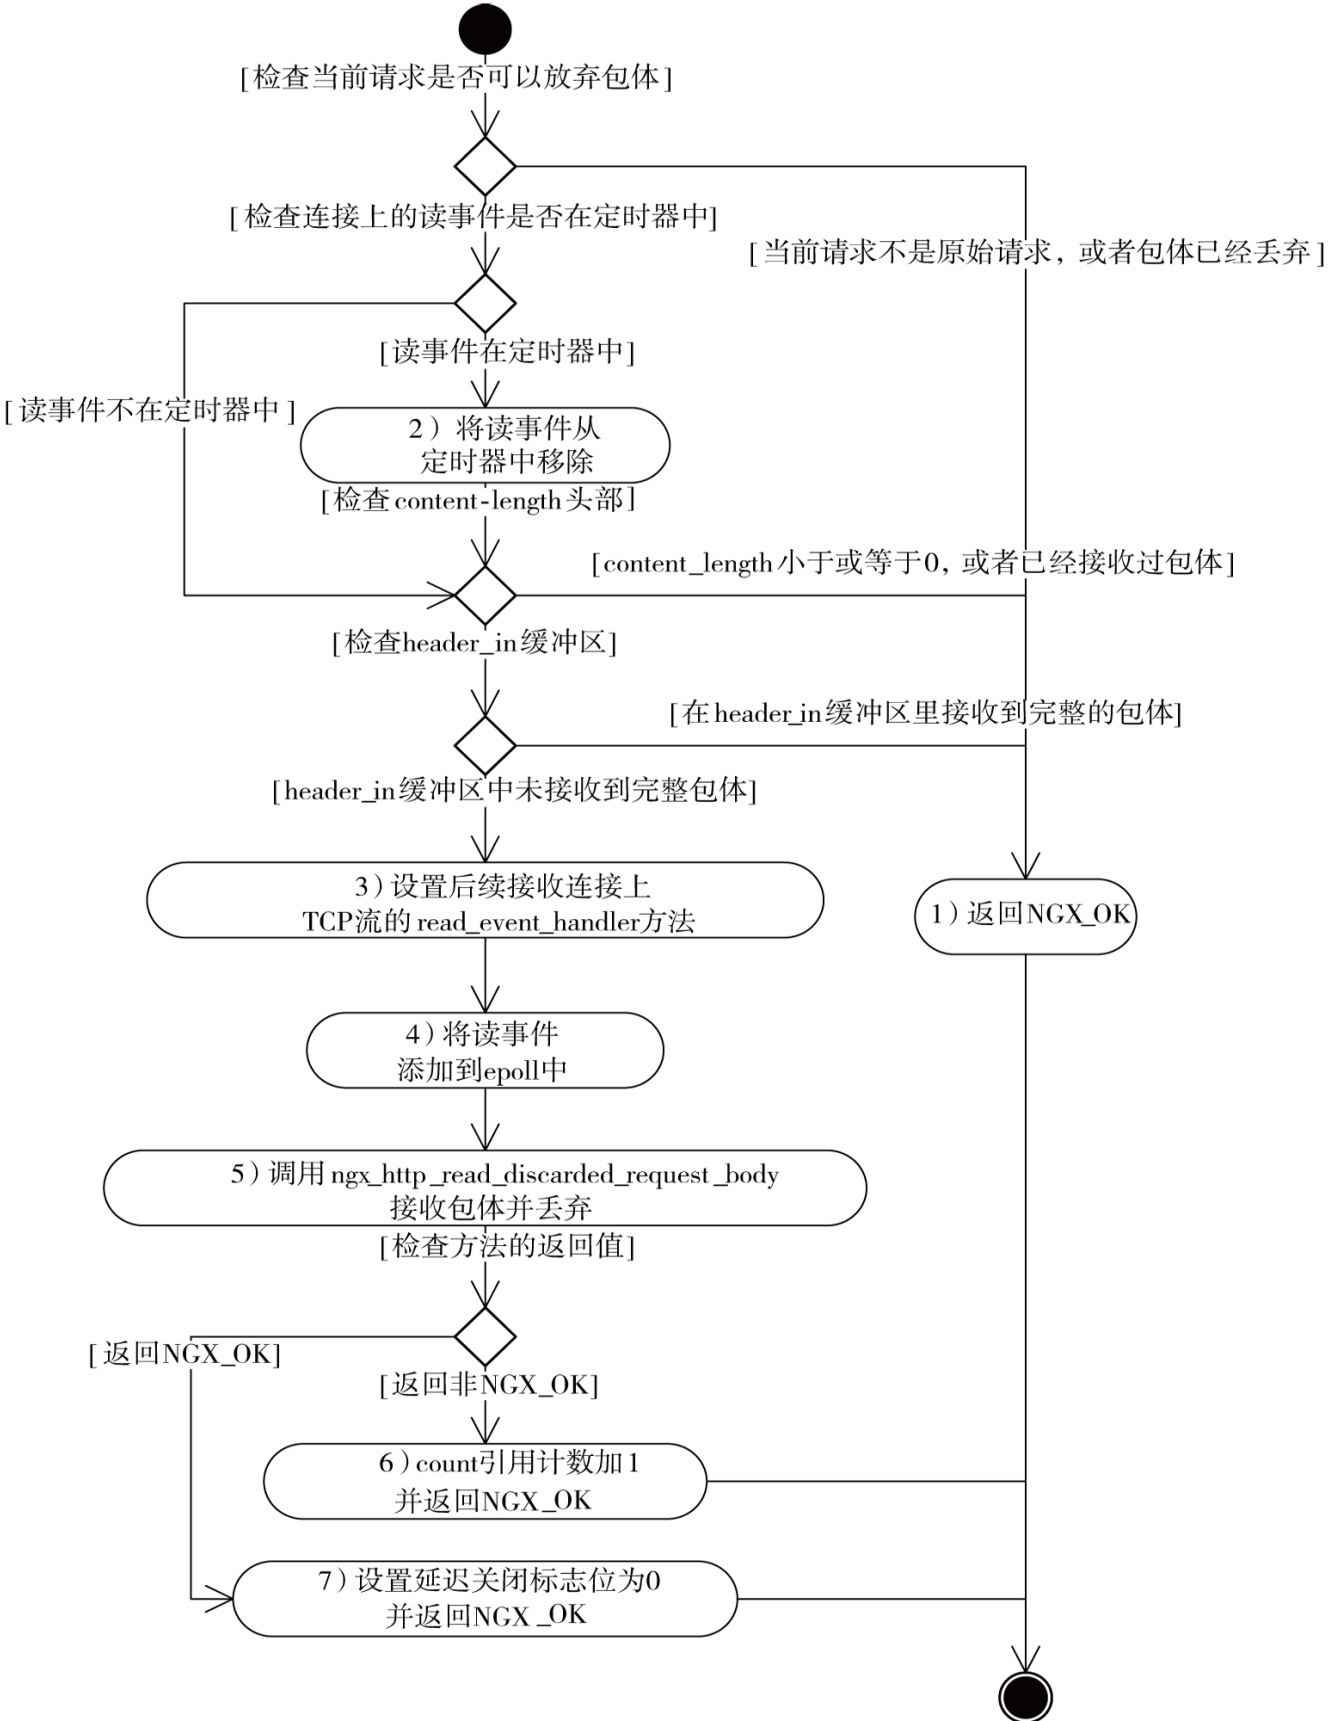 [检查当前请求是否可以放弃包体]
[检查连接上的读事件是否在定时器中]
[当前请求不是原始请求，或者包体已经丢弃]
[读事件在定时器中]
[读事件不在定时器中]
2）将读事件从
定时器中移除
[检查content-length头部]
[content_length小于或等于0，或者已经接收过包体]
[检查header_in缓冲区]
[在header_in缓冲区里接收到完整的包体]
[header_in缓冲区中未接收到完整包体]
3）设置后续接收连接上
TCP流的read_event_handler方法
1）返回NGX_OK
4）将读事件
添加到epoll中
5）调用ngx_http_read_discarded_request_body
接收包体并丢弃
[检查方法的返回值]
[返回NGX_OK]
[返回非NGX_OK]
6）count引用计数加1
并返回NGX_OK
7）设置延迟关闭标志位为0
并返回NGX_OK